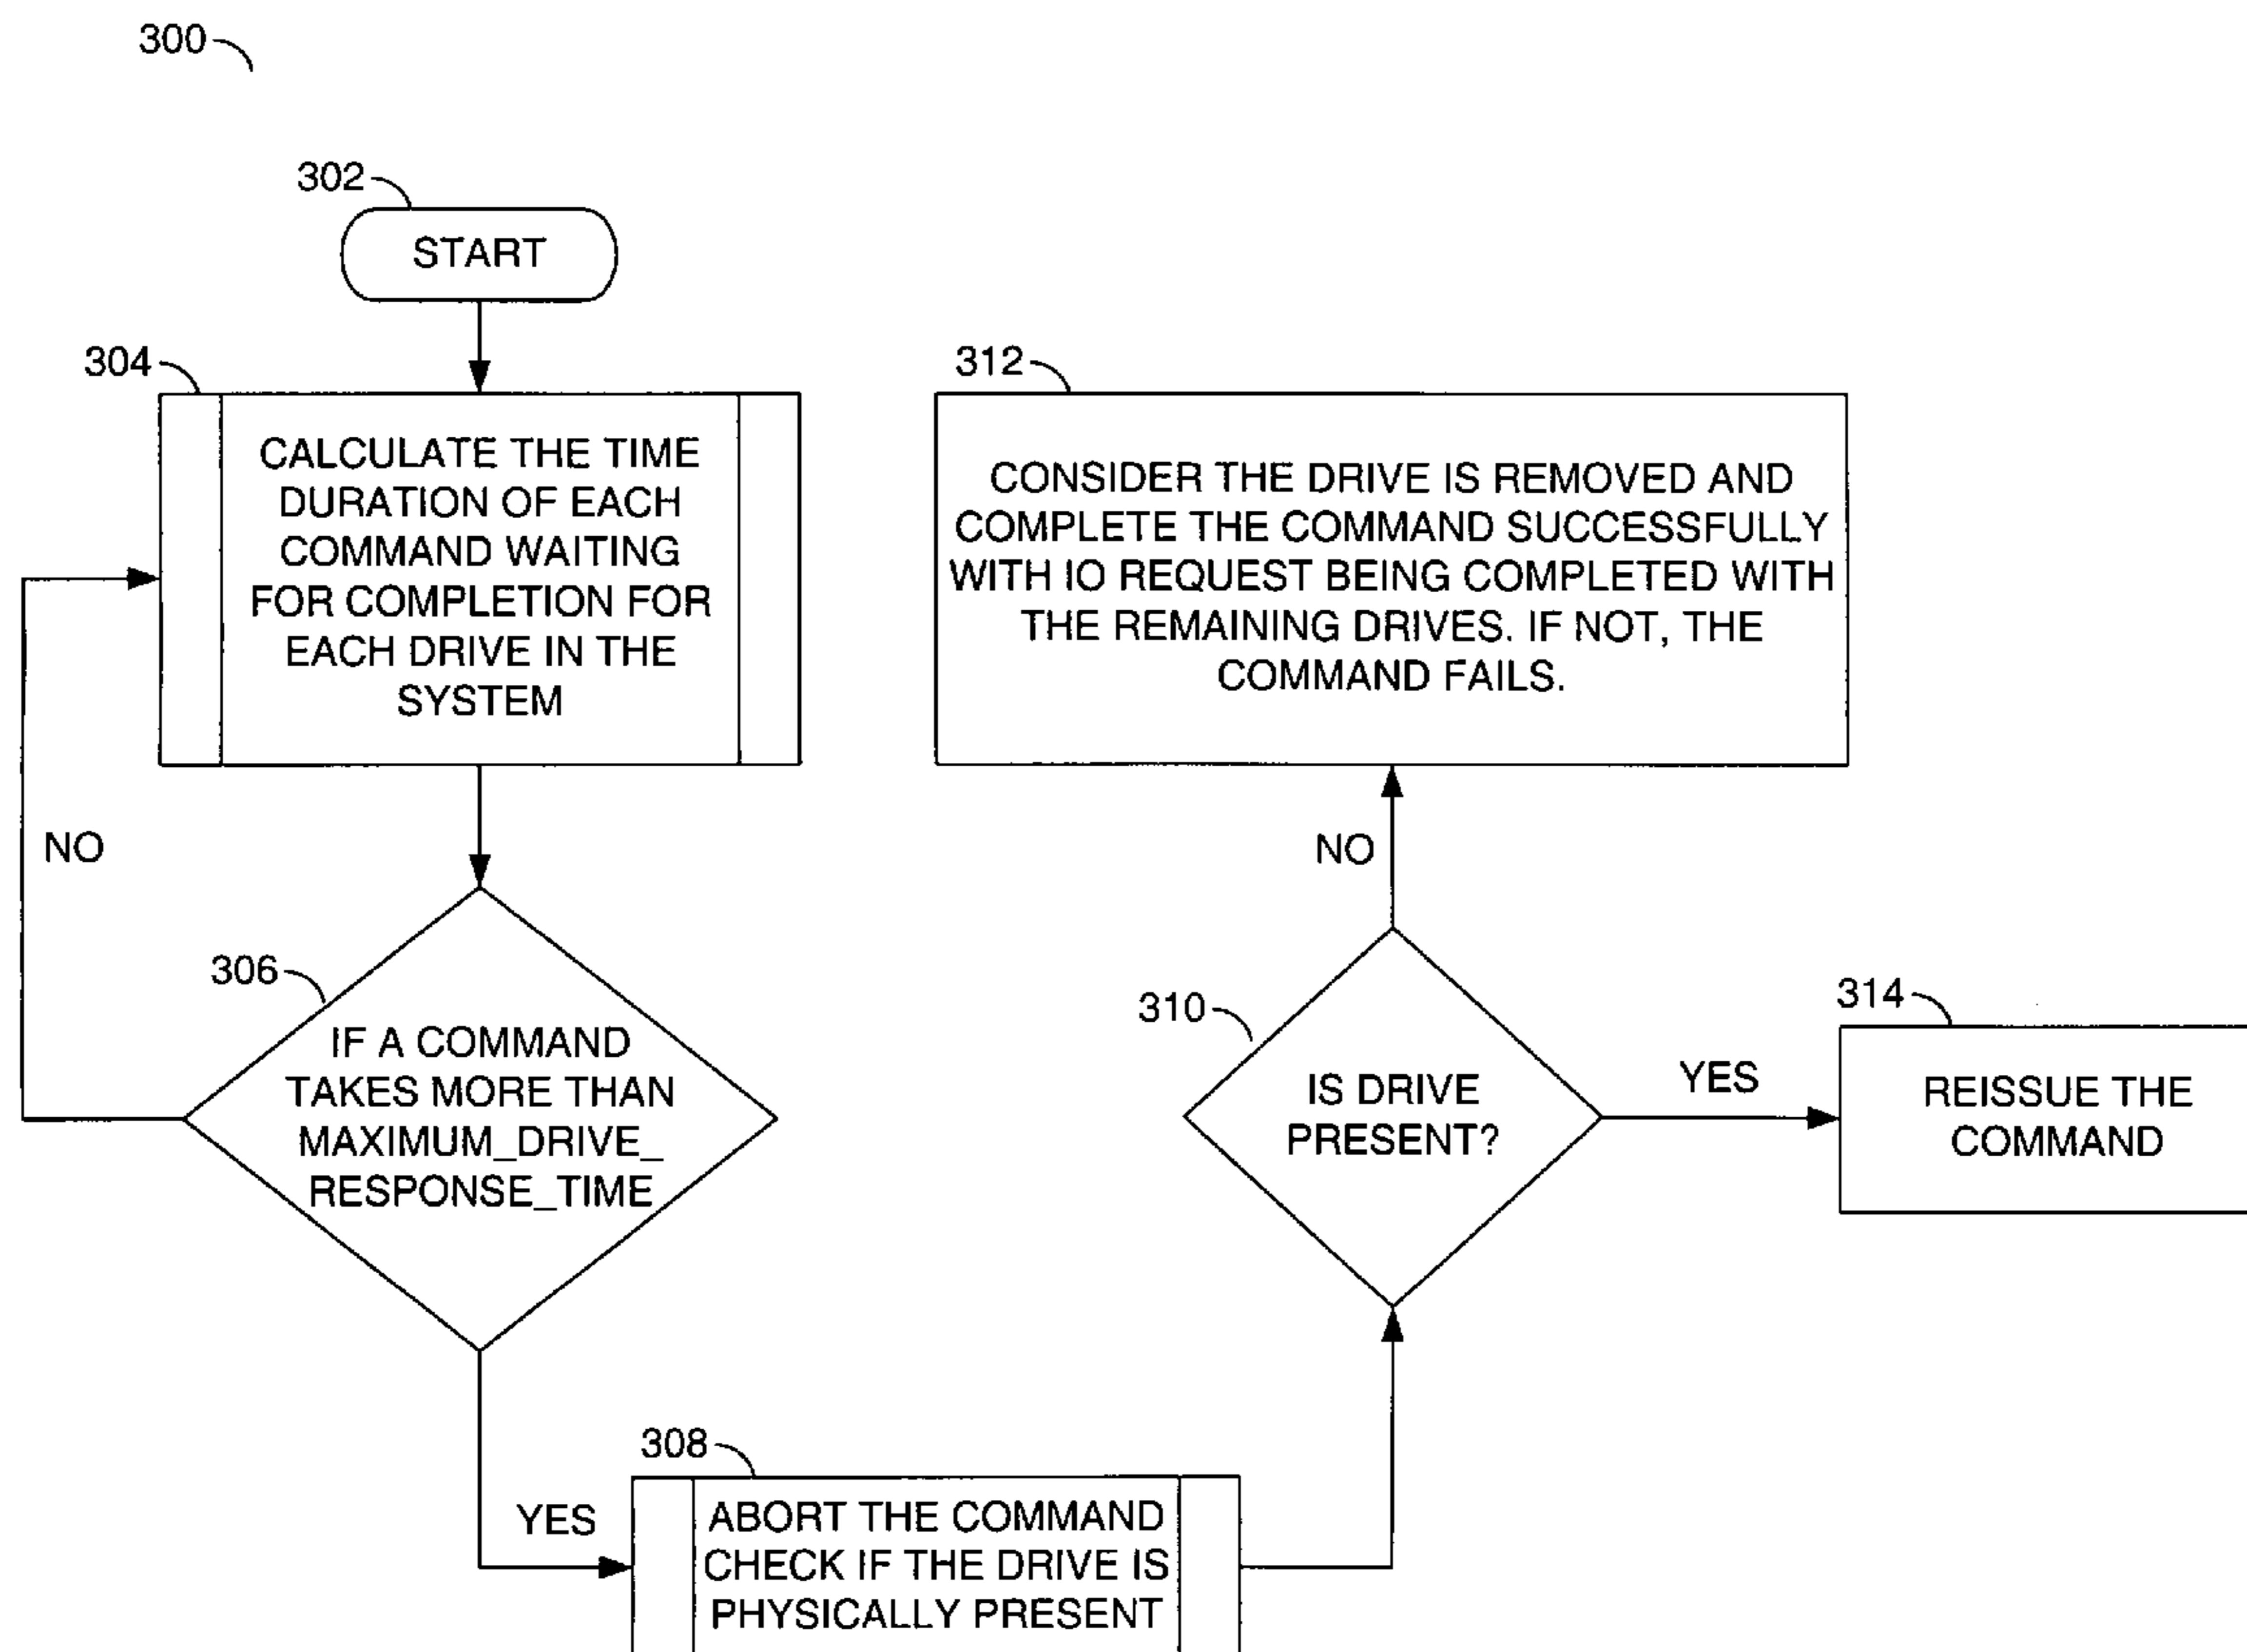 300
302
START
304
CALCULATE THE TIME
DURATION OF EACH
COMMAND WAITING
FOR COMPLETION FOR
EACH DRIVE IN THE
SYSTEM
NO
306
IF A COMMAND
TAKES MORE THAN
MAXIMUM_DRIVE_
RESPONSE_TIME
YES
308
ABORT THE COMMAND
CHECK IF THE DRIVE IS
PHYSICALLY PRESENT
310
IS DRIVE
PRESENT?
NO
312
CONSIDER THE DRIVE IS REMOVED AND
COMPLETE THE COMMAND SUCCESSFULLY
WITH IO REQUEST BEING COMPLETED WITH
THE REMAINING DRIVES. IF NOT, THE
COMMAND FAILS.
YES
314
REISSUE THE
COMMAND